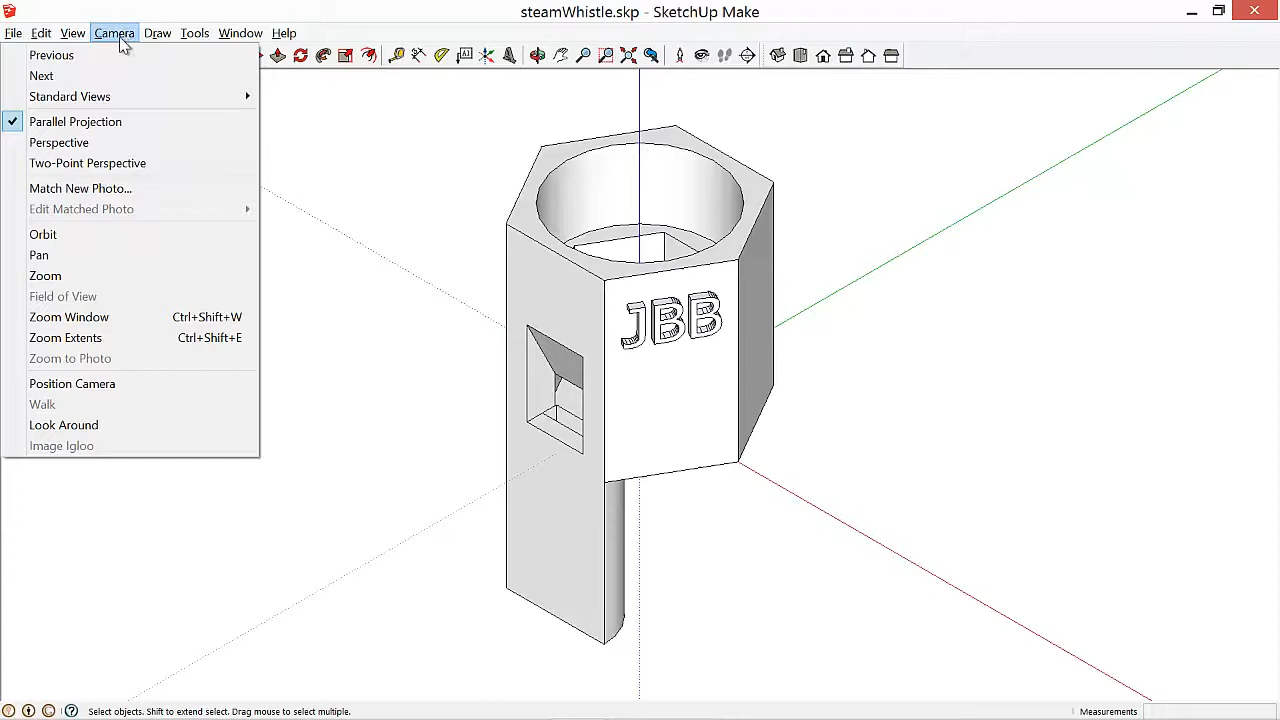 steamWhistle.skp - SketchUp Make
File Edit View Camera Draw Tools Window Help
Previous
Next
Standard Views
Parallel Projection
Perspective
Two-Point Perspective
Match New Photo...
Edit Matched Photo
Orbit
Pan
Zoom
Field of View
Zoom Window Ctrl+Shift+W
Zoom Extents Ctrl+Shift+E
Zoom to Photo
Position Camera
Walk
Look Around
Image Igloo
JBB
Select objects. Shift to extend select. Drag mouse to select multiple. Measurements